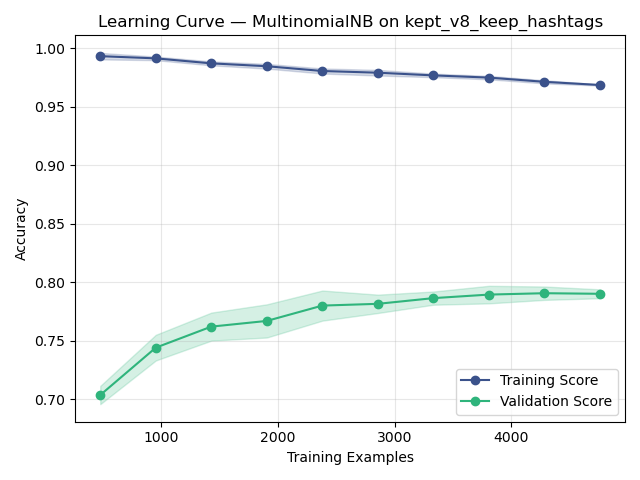 Learning Curve — MultinomialNB on kept_v8_keep_hashtags
1.00
0.95
0.90
0.85
0.80
0.75
0.70
Accuracy
Training Score
Validation Score
1000
2000
3000
4000
Training Examples